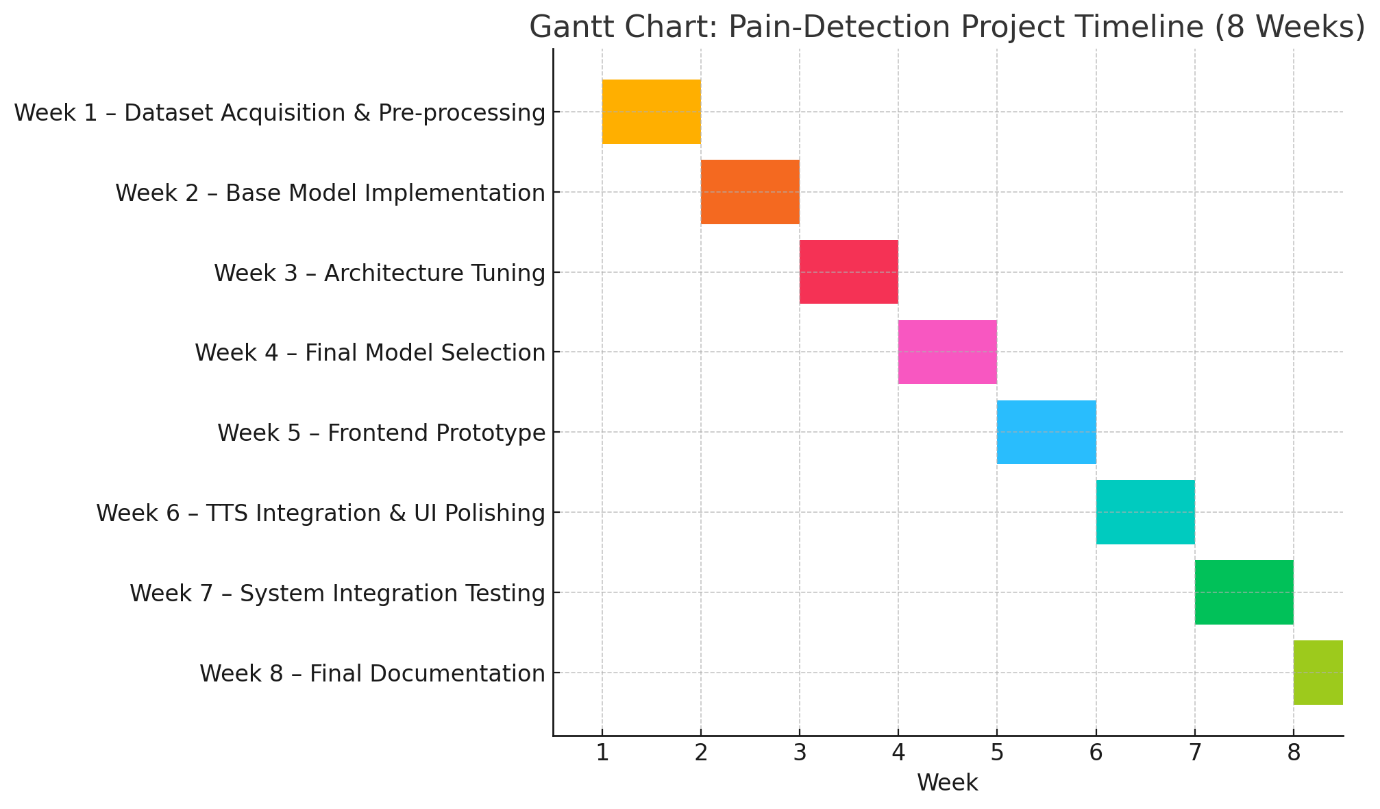 Gantt Chart: Pain-Detection Project Timeline (8 Weeks)
Week 1 – Dataset Acquisition & Pre-processing
Week 2 – Base Model Implementation
Week 3 – Architecture Tuning
Week 4 – Final Model Selection
Week 5 – Frontend Prototype
Week 6 – TTS Integration & UI Polishing
Week 7 – System Integration Testing
Week 8 – Final Documentation
1 2 3 4 5 6 7 8
Week